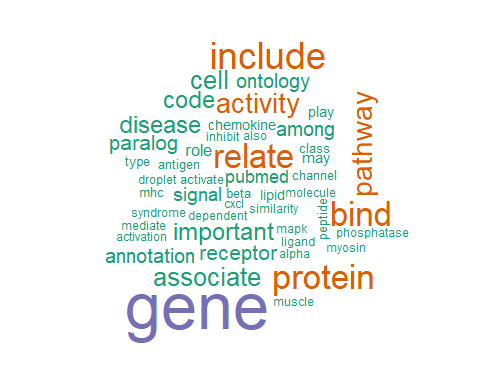 include
cell ontology
code activity
play
disease chemokine among
paralog inhibit also
role relate class
may
type antigen
pathway
droplet activate pubmed channel
mhc signal beta lipid molecule
cxcl
syndrome dependent similarity
peptide
bind
mediate important mapk phosphatase
activation ligand
annotation receptor alpha myosin
associate protein
gene muscle